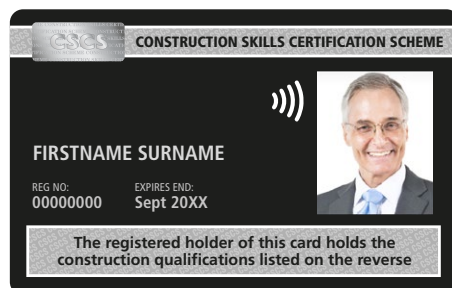 CSCS
CONSTRUCTION SKILLS CERTIFICATION SCHEME
FIRSTNAME SURNAME
REG NO:
EXPIRES END:
00000000
Sept 20XX
The registered holder of this card holds the
construction qualifications listed on the reverse